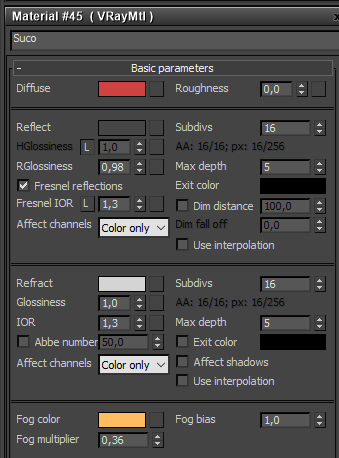 Material #45 ( VRayMtl )
Suco
- Basic parameters
Diffuse Roughness 0,0
Reflect Subdivs 16
HGlossiness L 1,0 AA: 16/16; px: 16/256
RGlossiness 0,98 Max depth 5
Fresnel reflections Exit color
Fresnel IOR L 1,3 Dim distance 100,0
Affect channels Color only Dim fall off 0,0
Use interpolation
Refract Subdivs 16
Glossiness 1,0 AA: 16/16; px: 16/256
IOR 1,3 Max depth 5
Abbe number 50,0 Exit color
Affect channels Color only Affect shadows
Use interpolation
Fog color Fog bias 1,0
Fog multiplier 0,36